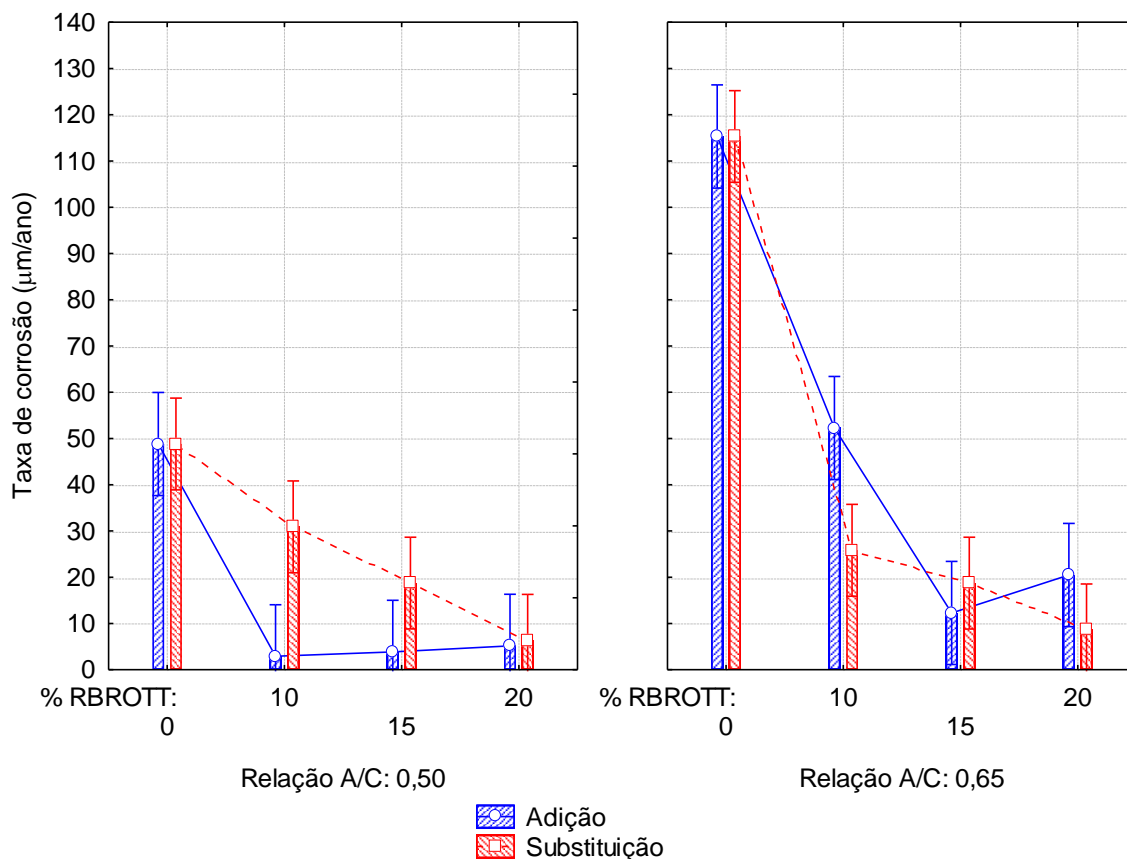 140
130
120
110
100
90
80
70
60
50
40
30
20
10
0
Taxa de corrosão (μm/ano)
% RBROTT: 10 20
0 15
Relação A/C: 0,50
% RBROTT: 10 20
0 15
Relação A/C: 0,65
Adição
Substituição